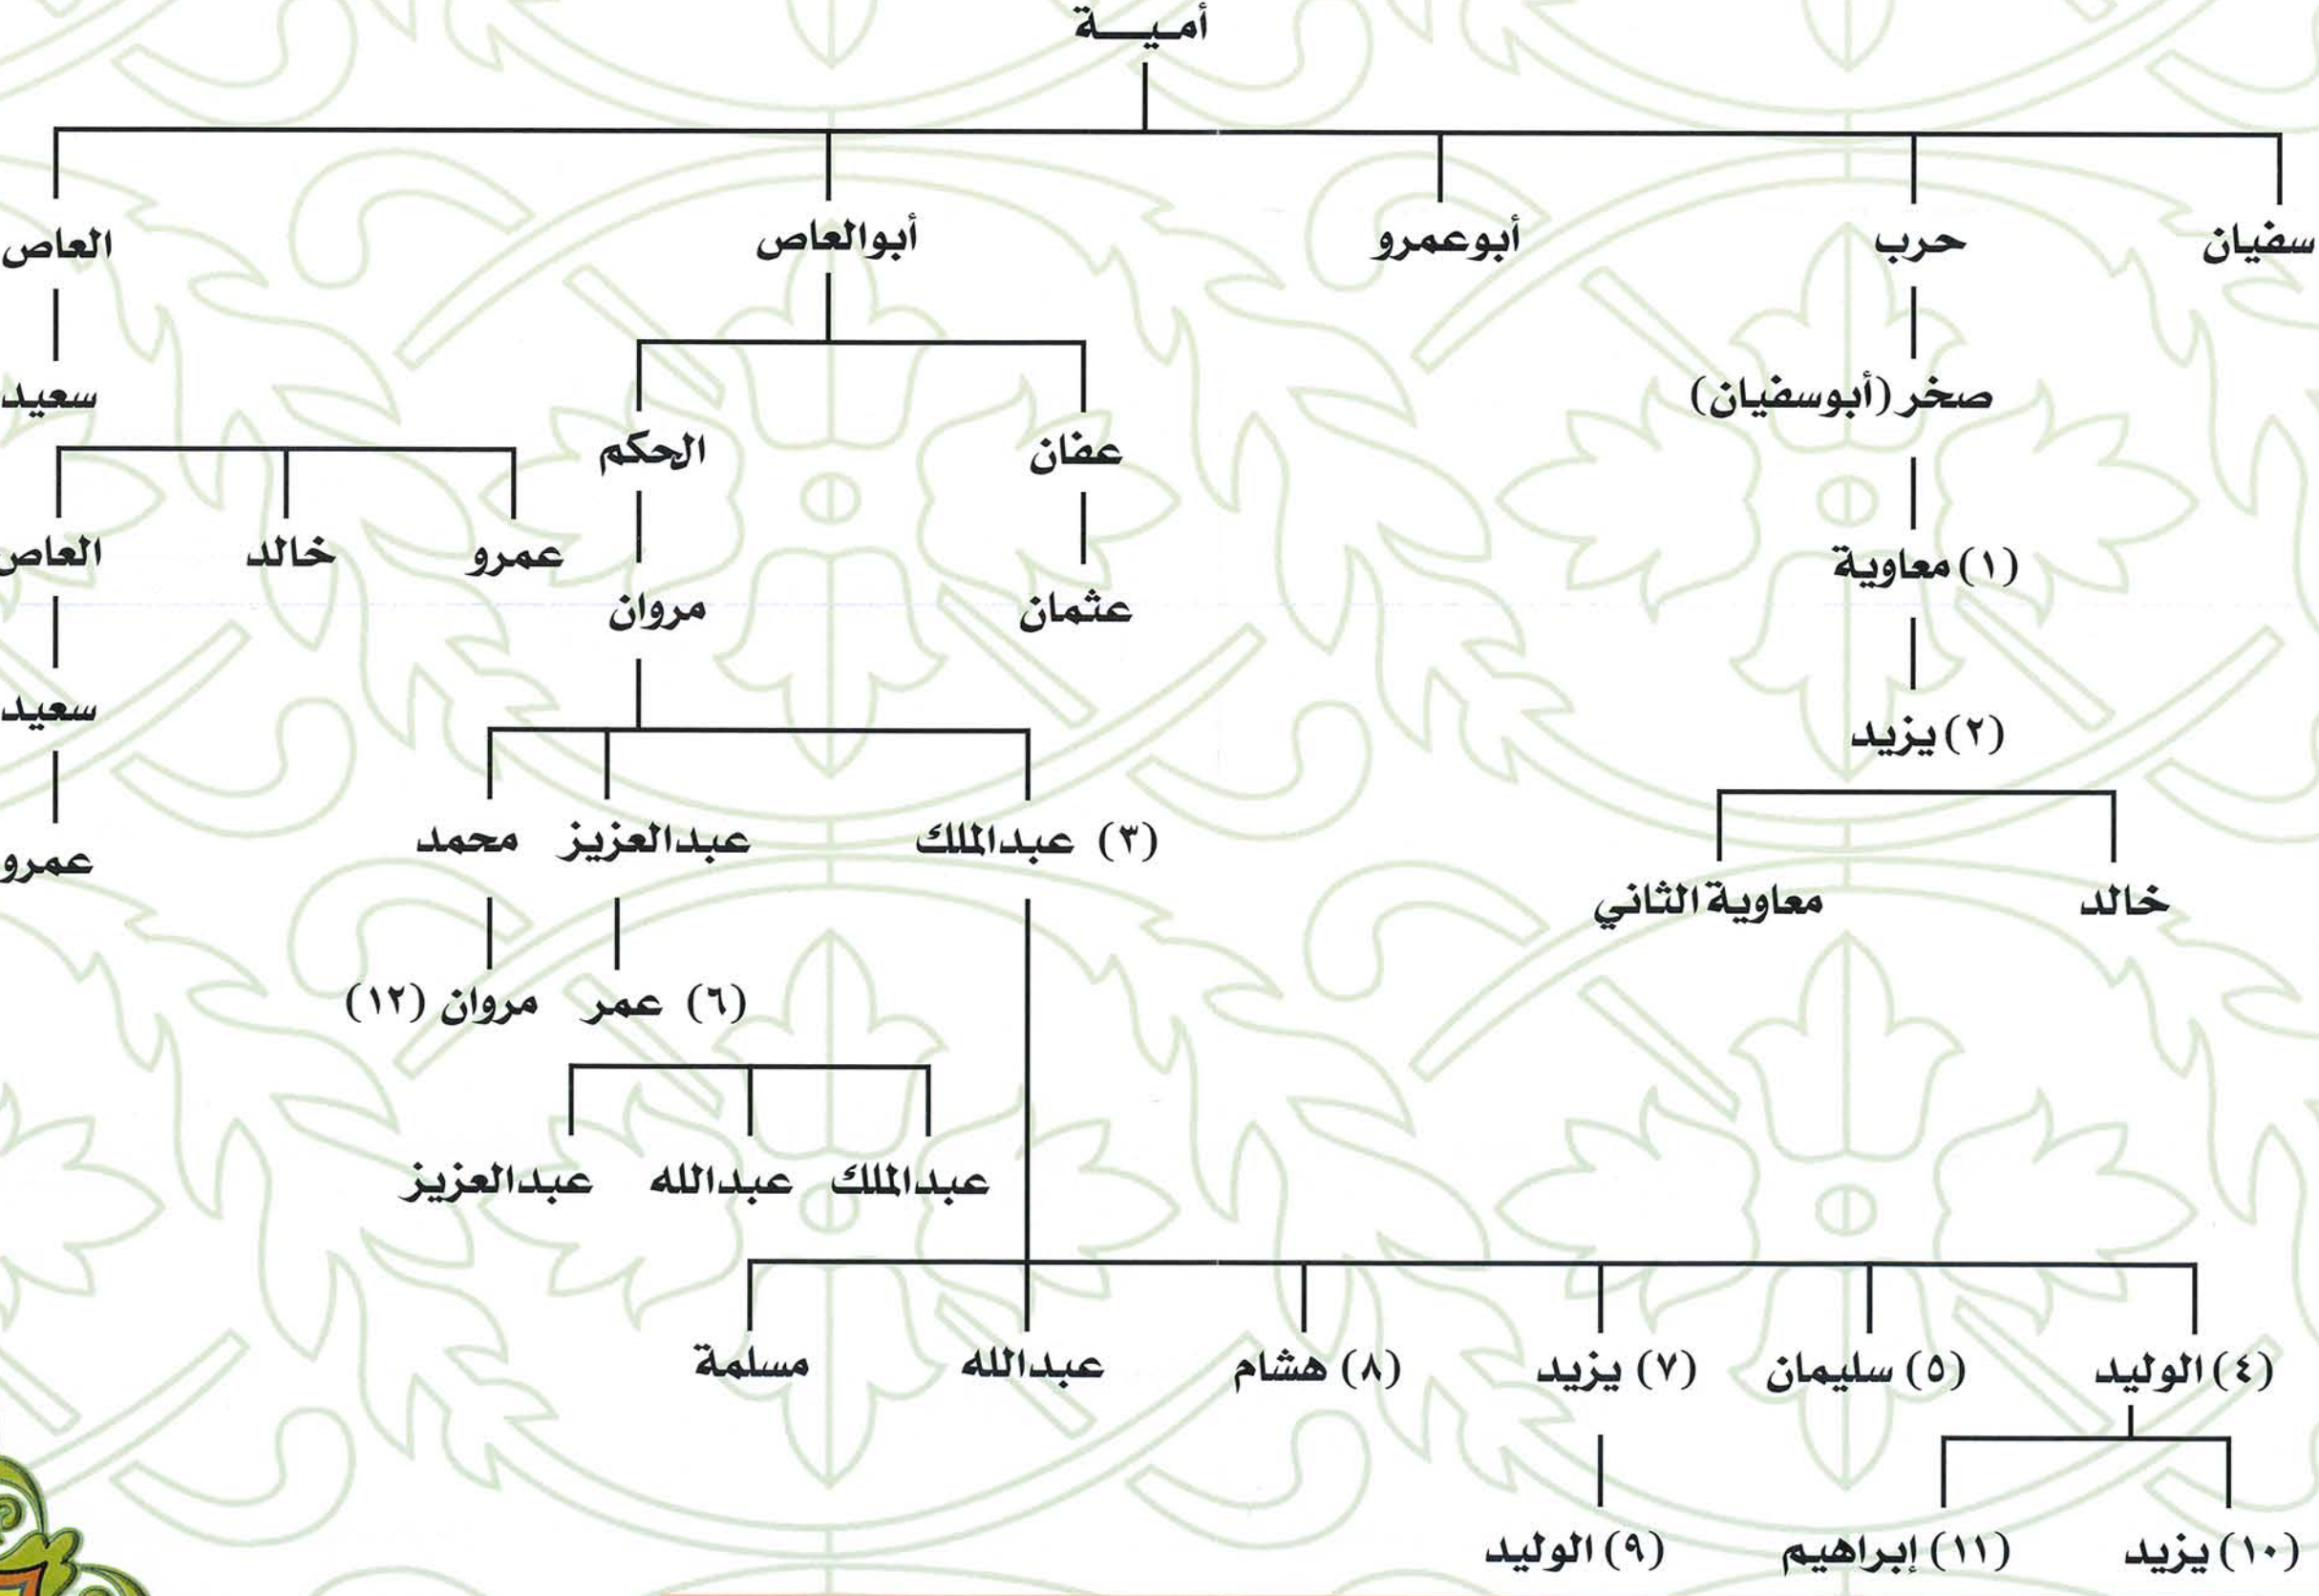 أميــــة
سفيان حرب أبوعمرو أبوالعاص العاص
صخر (أبوسفيان) سعيد
عفان الحكم
(١) معاوية عمرو خالد العاص
عثمان مروان
(٢) يزيد سعيد
(٣) عبدالملك عبدالعزيز محمد
خالد معاوية الثاني عمرو
(٦) عمر مروان (١٢)
عبدالملك عبدالله عبدالعزيز
(٤) الوليد (٥) سليمان (٧) يزيد (٨) هشام عبدالله مسلمة
(١٠) يزيد (١١) إبراهيم (٩) الوليد